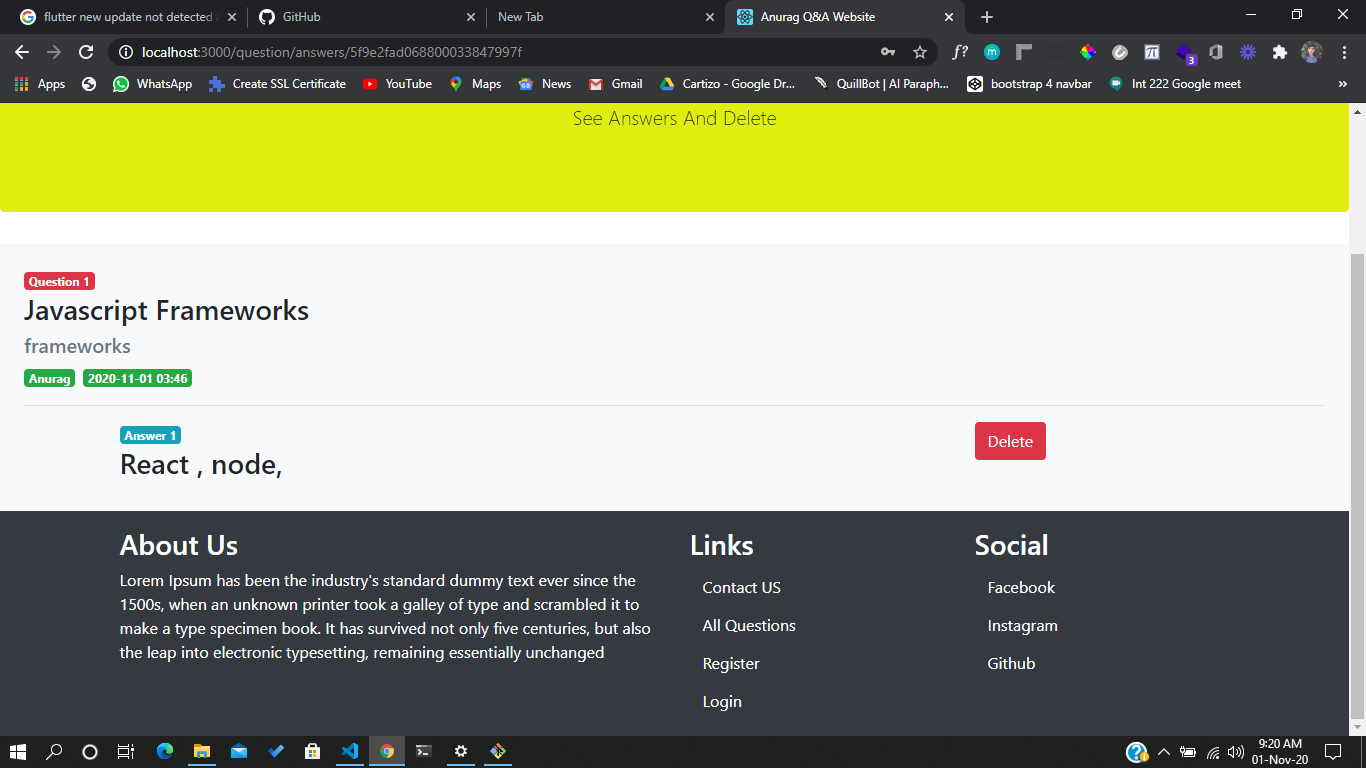 flutter new update not detected
GitHub
New Tab
Anurag Q&A Website
localhost:3000/question/answers/5f9e2fad068800033847997f
f?
m
3
Apps
WhatsApp
Create SSL Certificate
YouTube
Maps
News
Gmail
Cartizo - Google Dr...
QuillBot | AI Paraph...
bootstrap 4 navbar
Int 222 Google meet
»
See Answers And Delete
Question 1
Javascript Frameworks
frameworks
Anurag 2020-11-01 03:46
Answer 1
Delete
React , node,
About Us
Lorem Ipsum has been the industry's standard dummy text ever since the
1500s, when an unknown printer took a galley of type and scrambled it to
make a type specimen book. It has survived not only five centuries, but also
the leap into electronic typesetting, remaining essentially unchanged
Links
Contact US
All Questions
Register
Login
Social
Facebook
Instagram
Github
9:20 AM
01-Nov-20